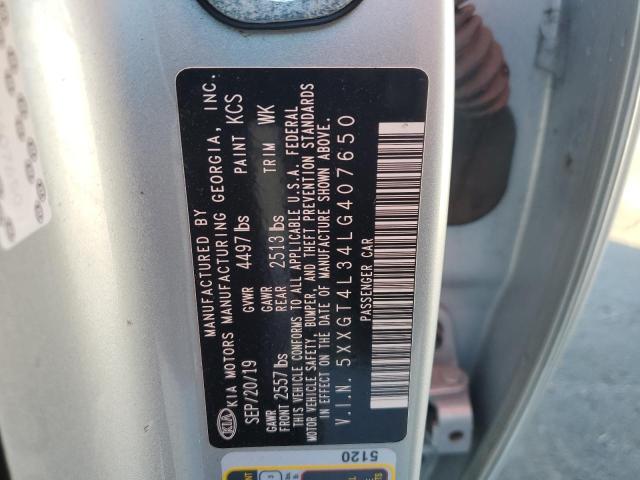 MANUFACTURED BY
KIA KIA MOTORS MANUFACTURING GEORGIA, INC.
SEP/20/19 GVWR 4497lbs PAINT KCS
GAWR FRONT 2557lbs GAWR REAR 2513lbs TRIM WK
THIS VEHICLE CONFORMS TO ALL APPLICABLE U.S.A. FEDERAL
MOTOR VEHICLE SAFETY, BUMPER, AND THEFT PREVENTION STANDARDS
IN EFFECT ON THE DATE OF MANUFACTURE SHOWN ABOVE.
V.I.N. 5XXGT4L34LG407650
PASSENGER CAR
5120